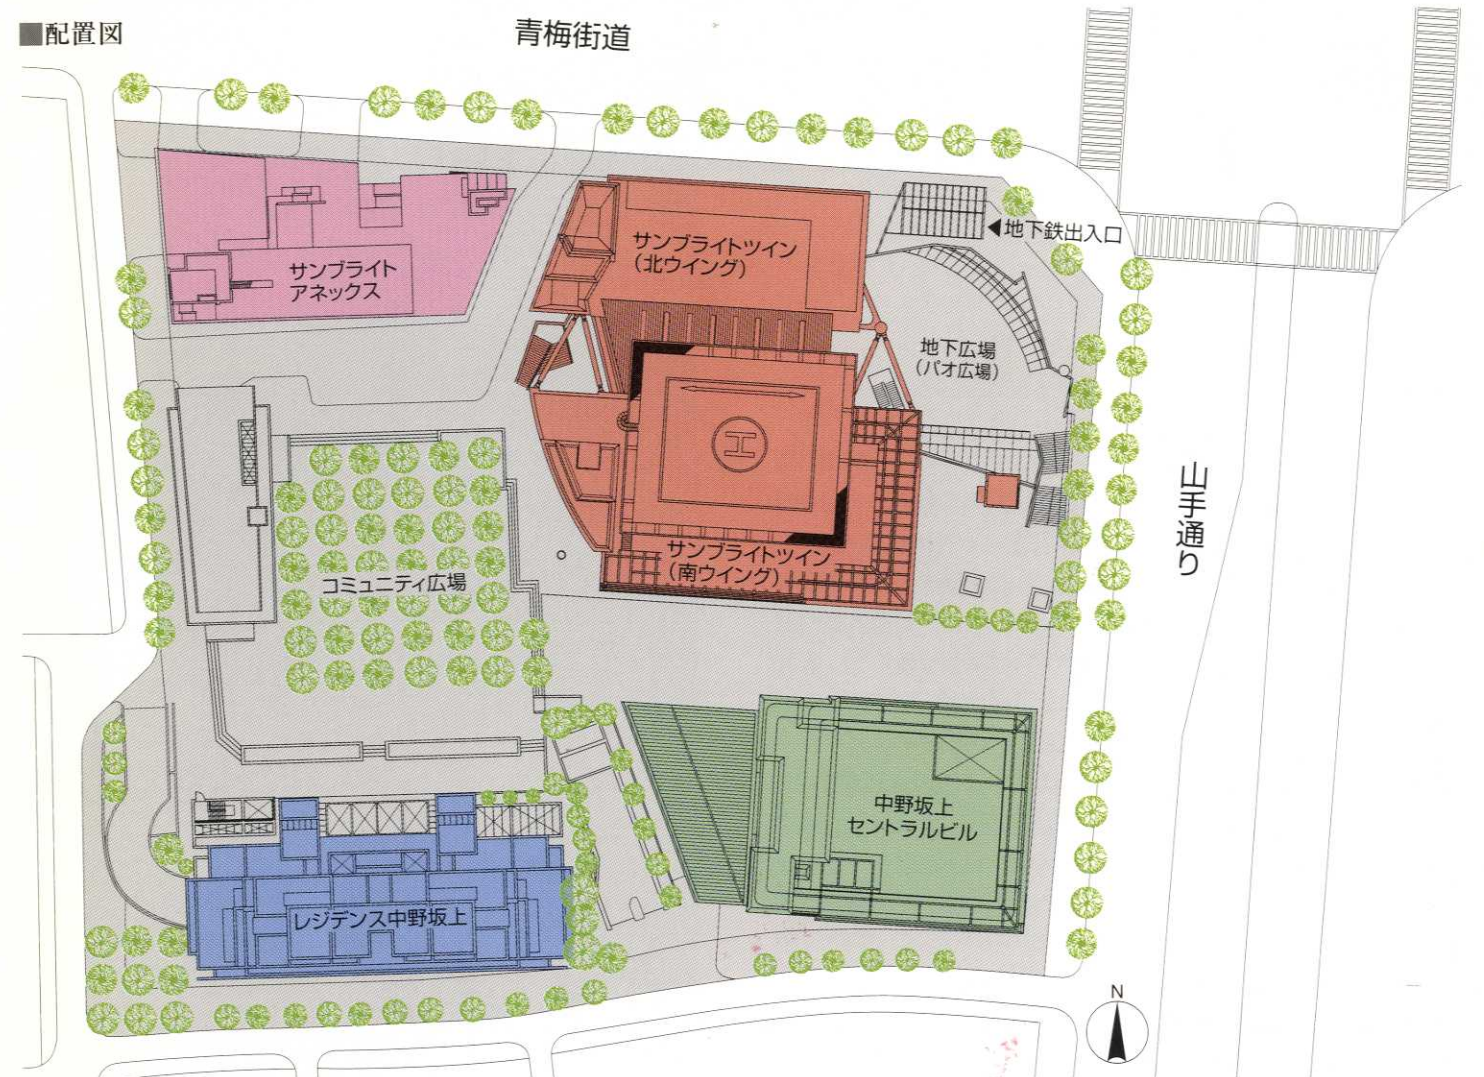 ■配置図
青梅街道
サンブライトツイン
(北ウイング)
◀地下鉄出入口
サンブライト
アネックス
地下広場
(パオ広場)
H
山手通り
サンブライトツイン
(南ウイング)
コミュニティ広場
中野坂上
セントラルビル
レジデンス中野坂上
N